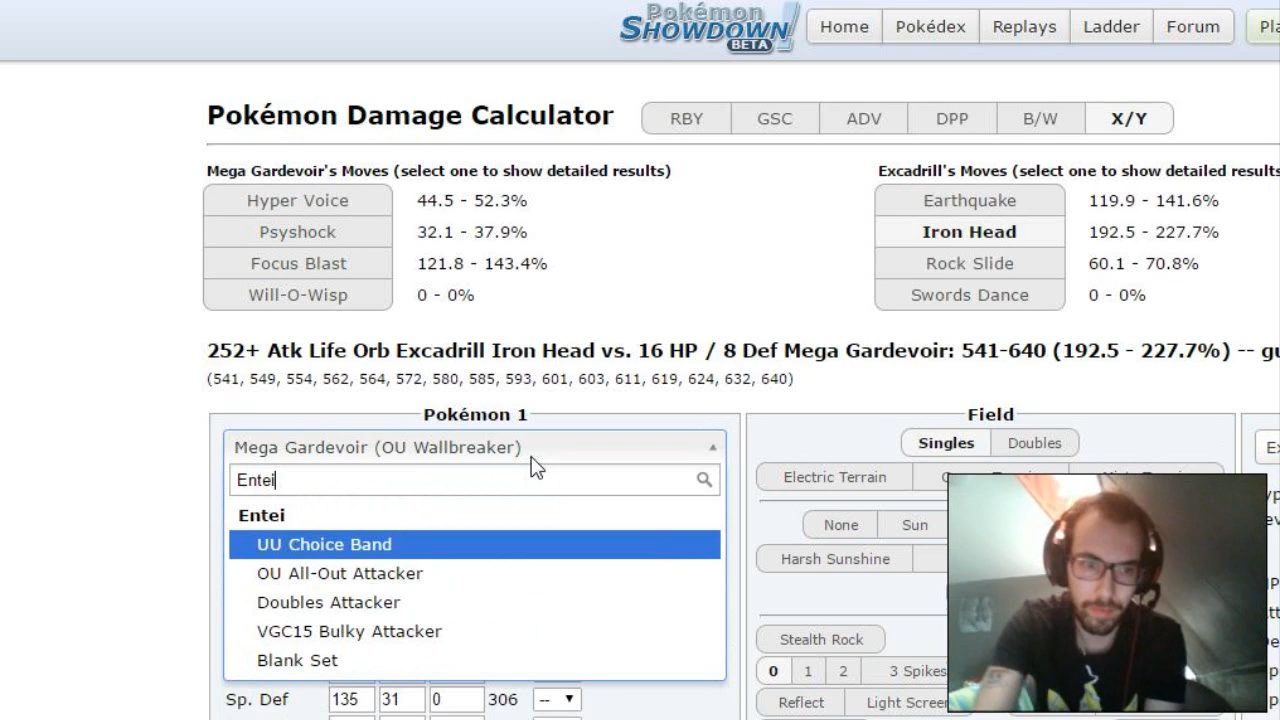 Pokémon
SHOWDOWN!
BETA
Home Pokédex Replays Ladder Forum
Pokémon Damage Calculator RBY GSC ADV DPP B/W X/Y
Mega Gardevoir's Moves (select one to show detailed results) Excadrill's Moves (select one to show detailed results
Hyper Voice 44.5 - 52.3% Earthquake 119.9 - 141.6%
Psyshock 32.1 - 37.9% Iron Head 192.5 - 227.7%
Focus Blast 121.8 - 143.4% Rock Slide 60.1 - 70.8%
Will-O-Wisp 0 - 0% Swords Dance 0 - 0%
252+ Atk Life Orb Excadrill Iron Head vs. 16 HP / 8 Def Mega Gardevoir: 541-640 (192.5 - 227.7%) --
(541, 549, 554, 562, 564, 572, 580, 585, 593, 601, 603, 611, 619, 624, 632, 640)
Pokémon 1 Field
Mega Gardevoir (OU Wallbreaker) Singles Doubles
Entei Electric Terrain
Entei
None Sun
UU Choice Band Harsh Sunshine
OU All-Out Attacker
Doubles Attacker
VGC15 Bulky Attacker Stealth Rock
Blank Set 0 1 2 3 Spikes
Sp. Def 135 31 0 306 -- Reflect Light Screen